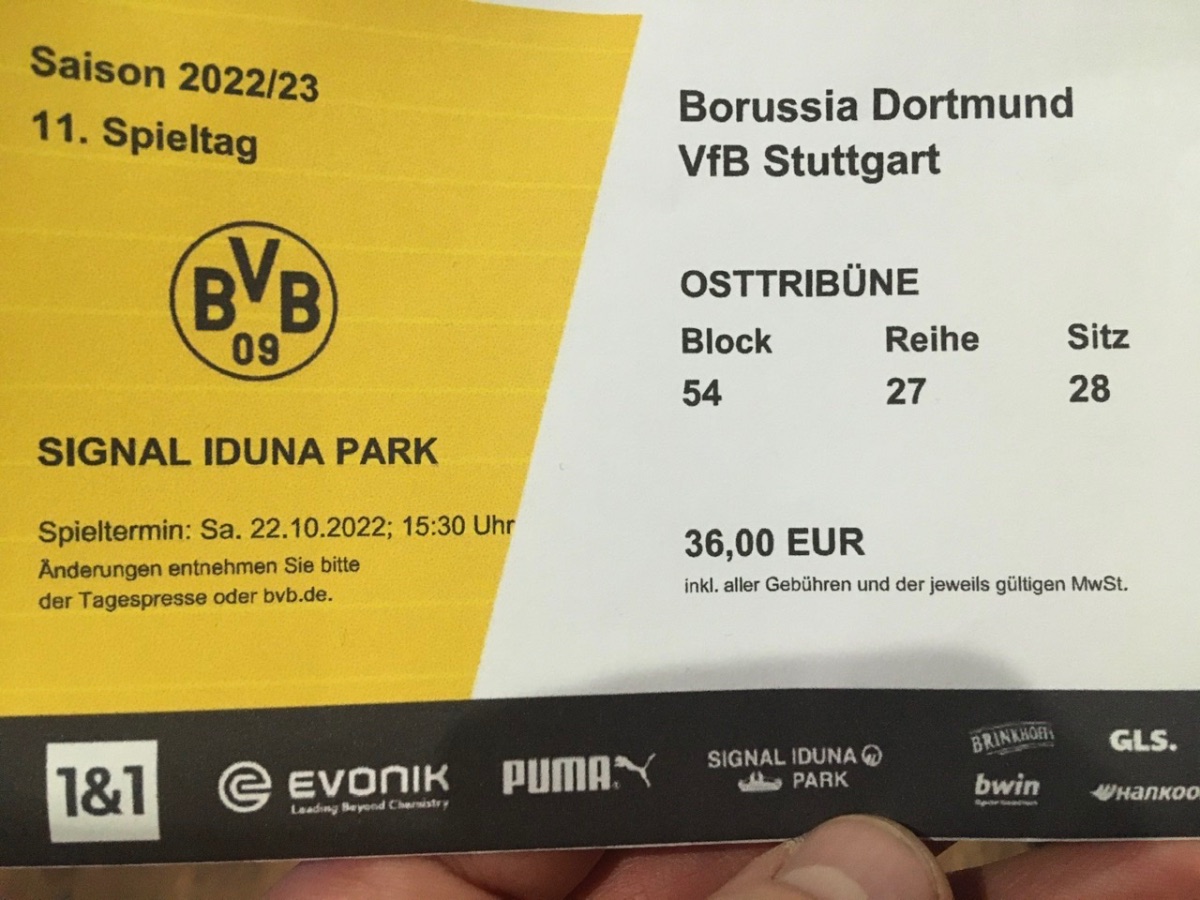 Saison 2022/23
11. Spieltag
BVB
09
SIGNAL IDUNA PARK
Spieltermin: Sa. 22.10.2022; 15:30 Uhr
Änderungen entnehmen Sie bitte
der Tagespresse oder bvb.de.
Borussia Dortmund
VfB Stuttgart
OSTTRIBÜNE
Block Reihe Sitz
54 27 28
36,00 EUR
inkl. aller Gebühren und der jeweils gültigen MwSt.
1&1
EVONIK
Leading Beyond Chemistry
PUMA
SIGNAL IDUNA
PARK
BRINKHOFF's
bwin
GLS.
HANKOO